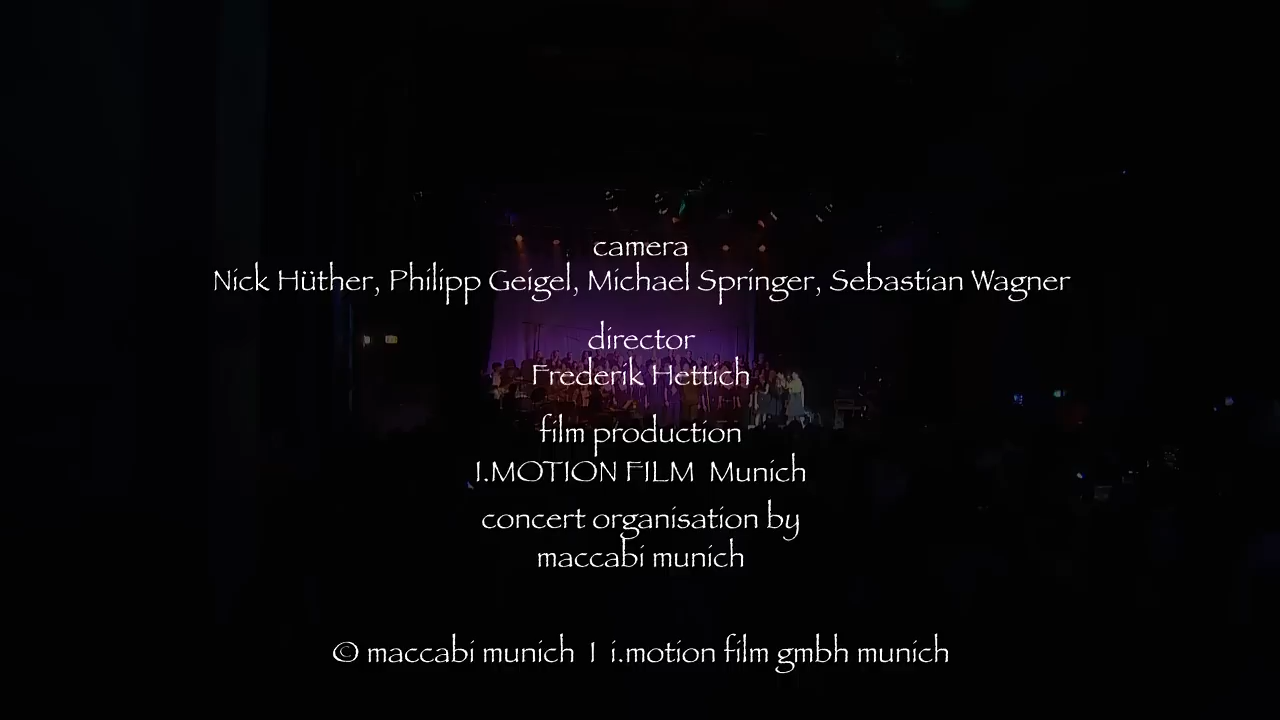 camera
Nick Hüther, Philipp Geigel, Michael Springer, Sebastian Wagner
director
Frederik Hettich
film production
I.MOTION FILM Munich
concert organisation by
maccabi munich
© maccabi munich I i.motion film gmbh munich